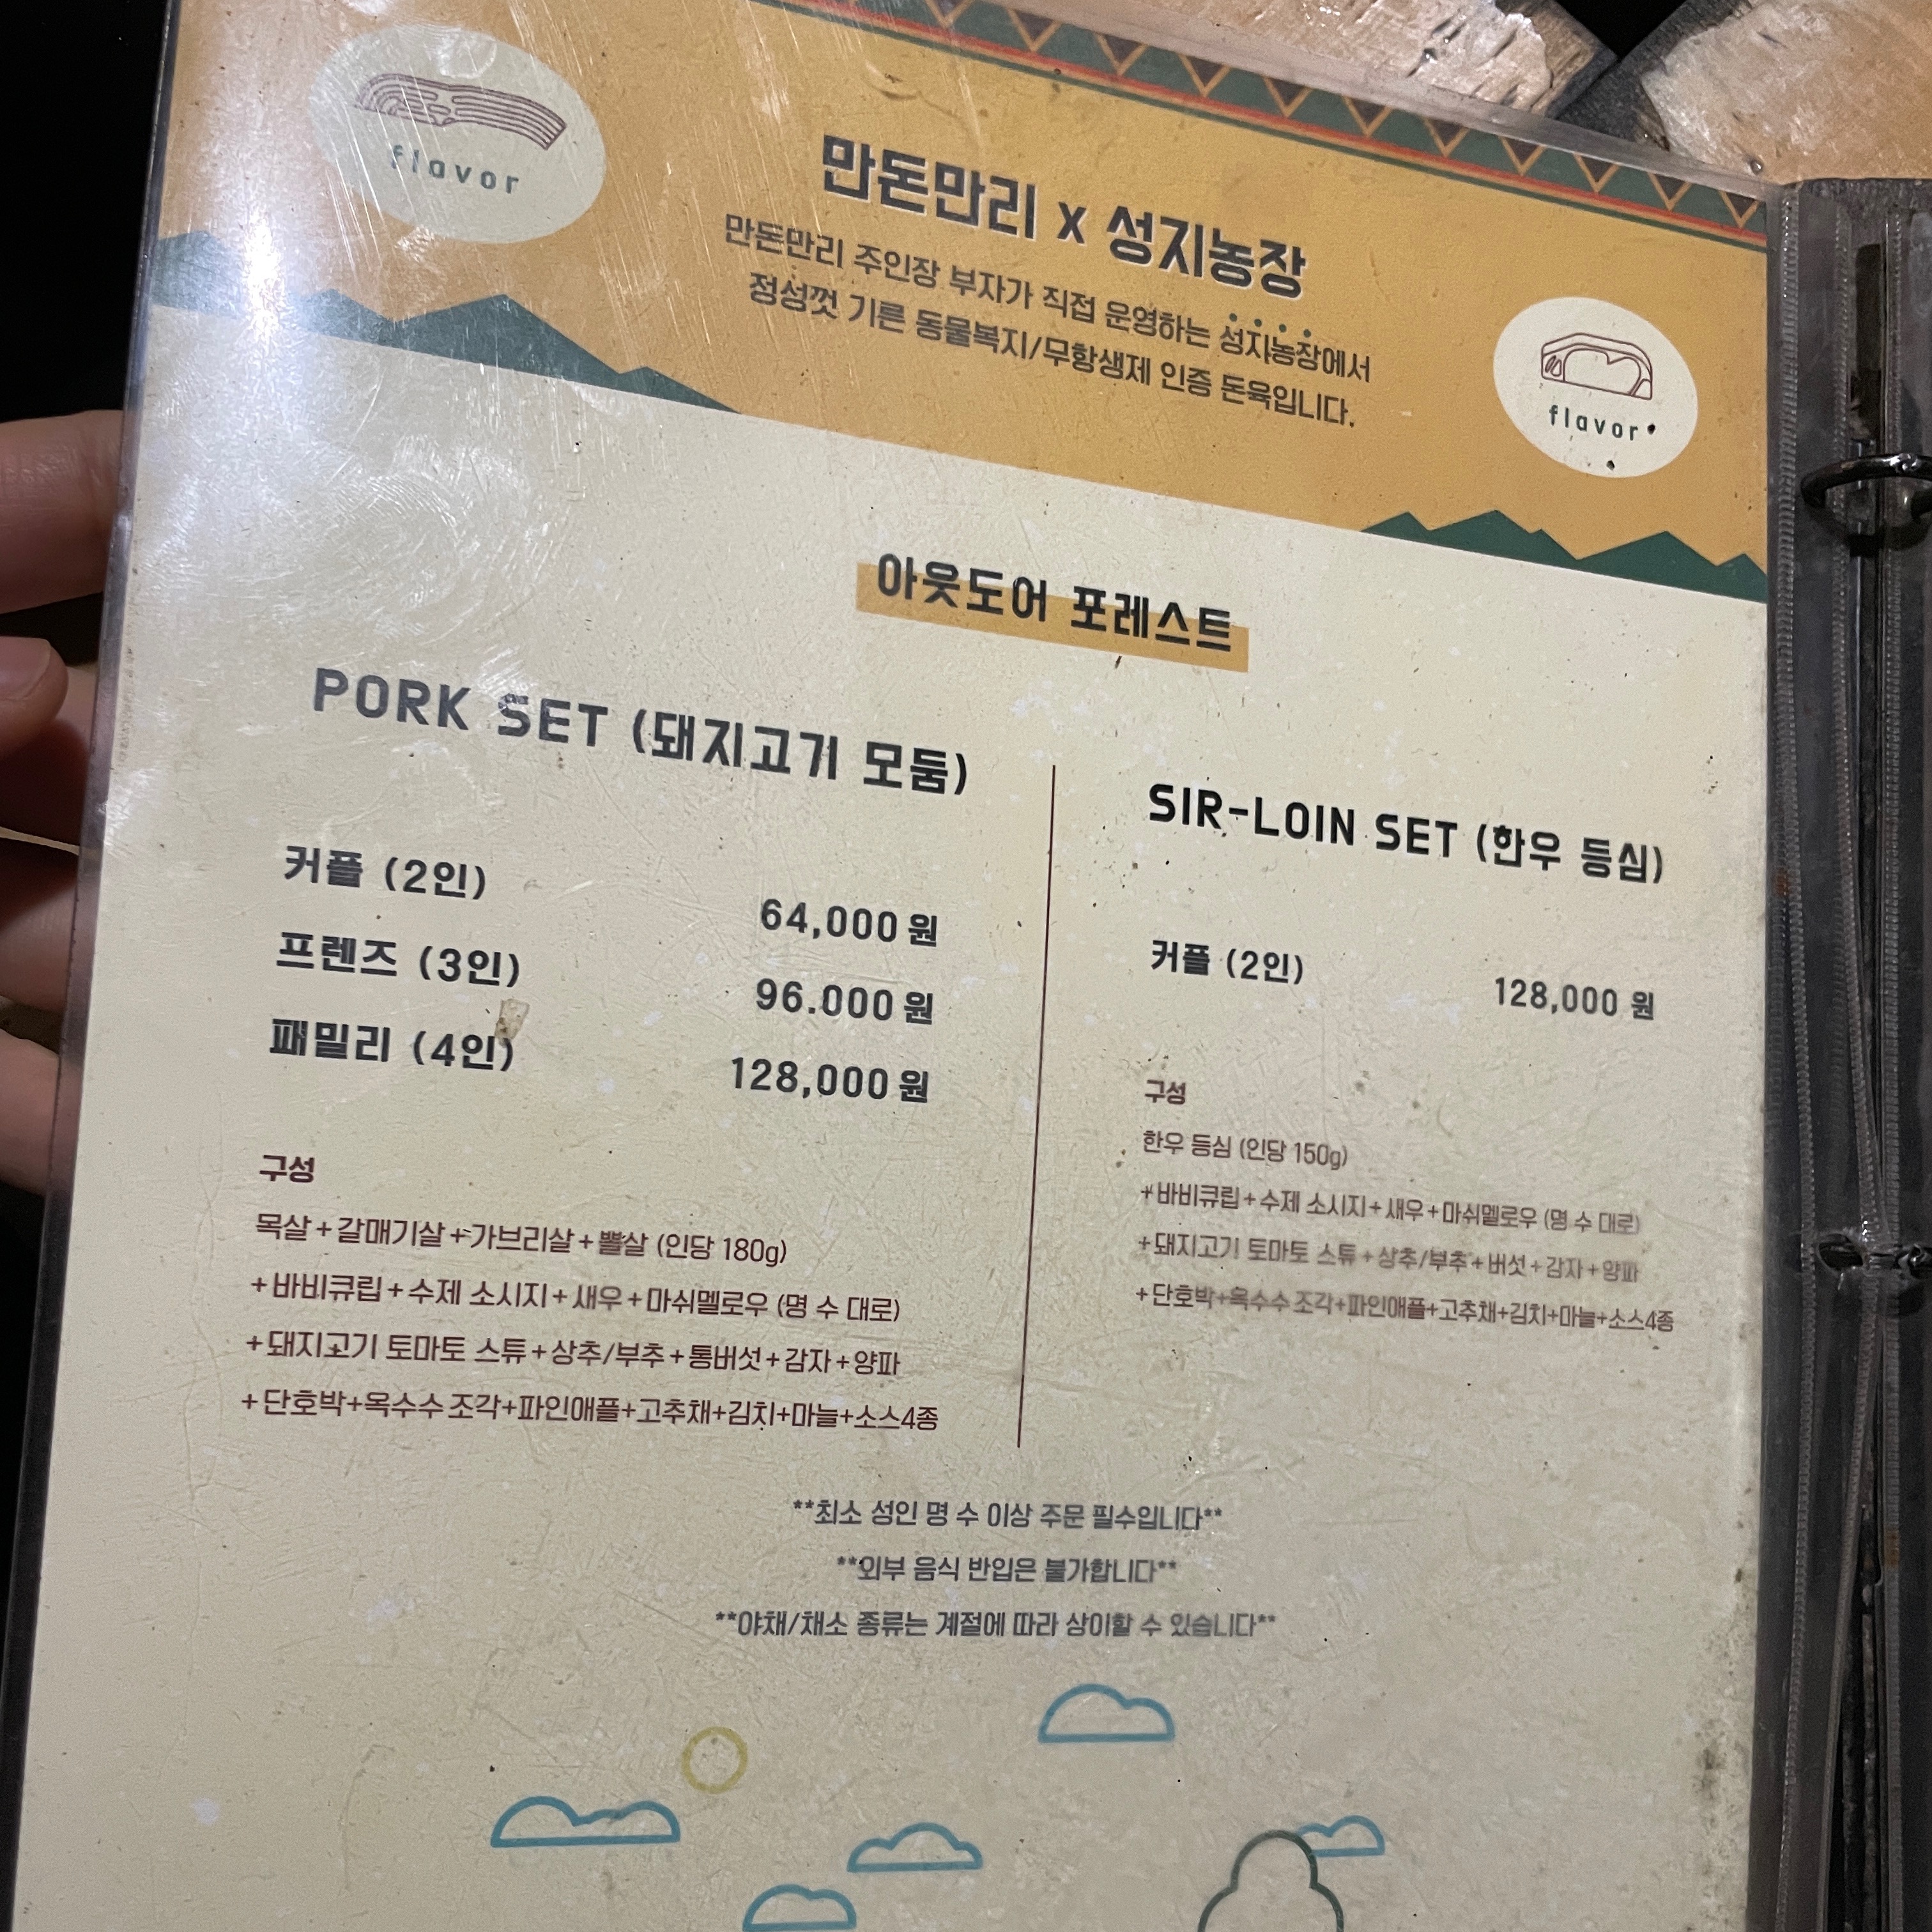 flavor
만돈만리 x 성지농장
만돈만리 주인장 부자가 직접 운영하는 성지농장에서
정성껏 기른 동물복지/무항생제 인증 돈육입니다.
flavor
아웃도어 포레스트
PORK SET (돼지고기 모둠)
커플 (2인) 64,000 원
프렌즈 (3인) 96.000 원
패밀리 (4인) 128,000 원
구성
목살+갈매기살+가브리살+뽈살 (인당 180g)
+바비큐립+수제 소시지+새우+마쉬멜로우 (명 수 대로)
+돼지고기 토마토 스튜+상추/부추+통버섯+감자+양파
+단호박+옥수수 조각+파인애플+고추채+김치+마늘+소스4종
SIR-LOIN SET (한우 등심)
커플 (2인) 128,000 원
구성
한우 등심 (인당 150g)
+바비큐립+수제 소시지+새우+마쉬멜로우 (명 수 대로)
+돼지고기 토마토 스튜+상추/부추+버섯+감자+양파
+단호박+옥수수 조각+파인애플+고추채+김치+마늘+소스4종
**최소 성인 명 수 이상 주문 필수입니다**
**외부 음식 반입은 불가합니다**
**야채/채소 종류는 계절에 따라 상이할 수 있습니다**